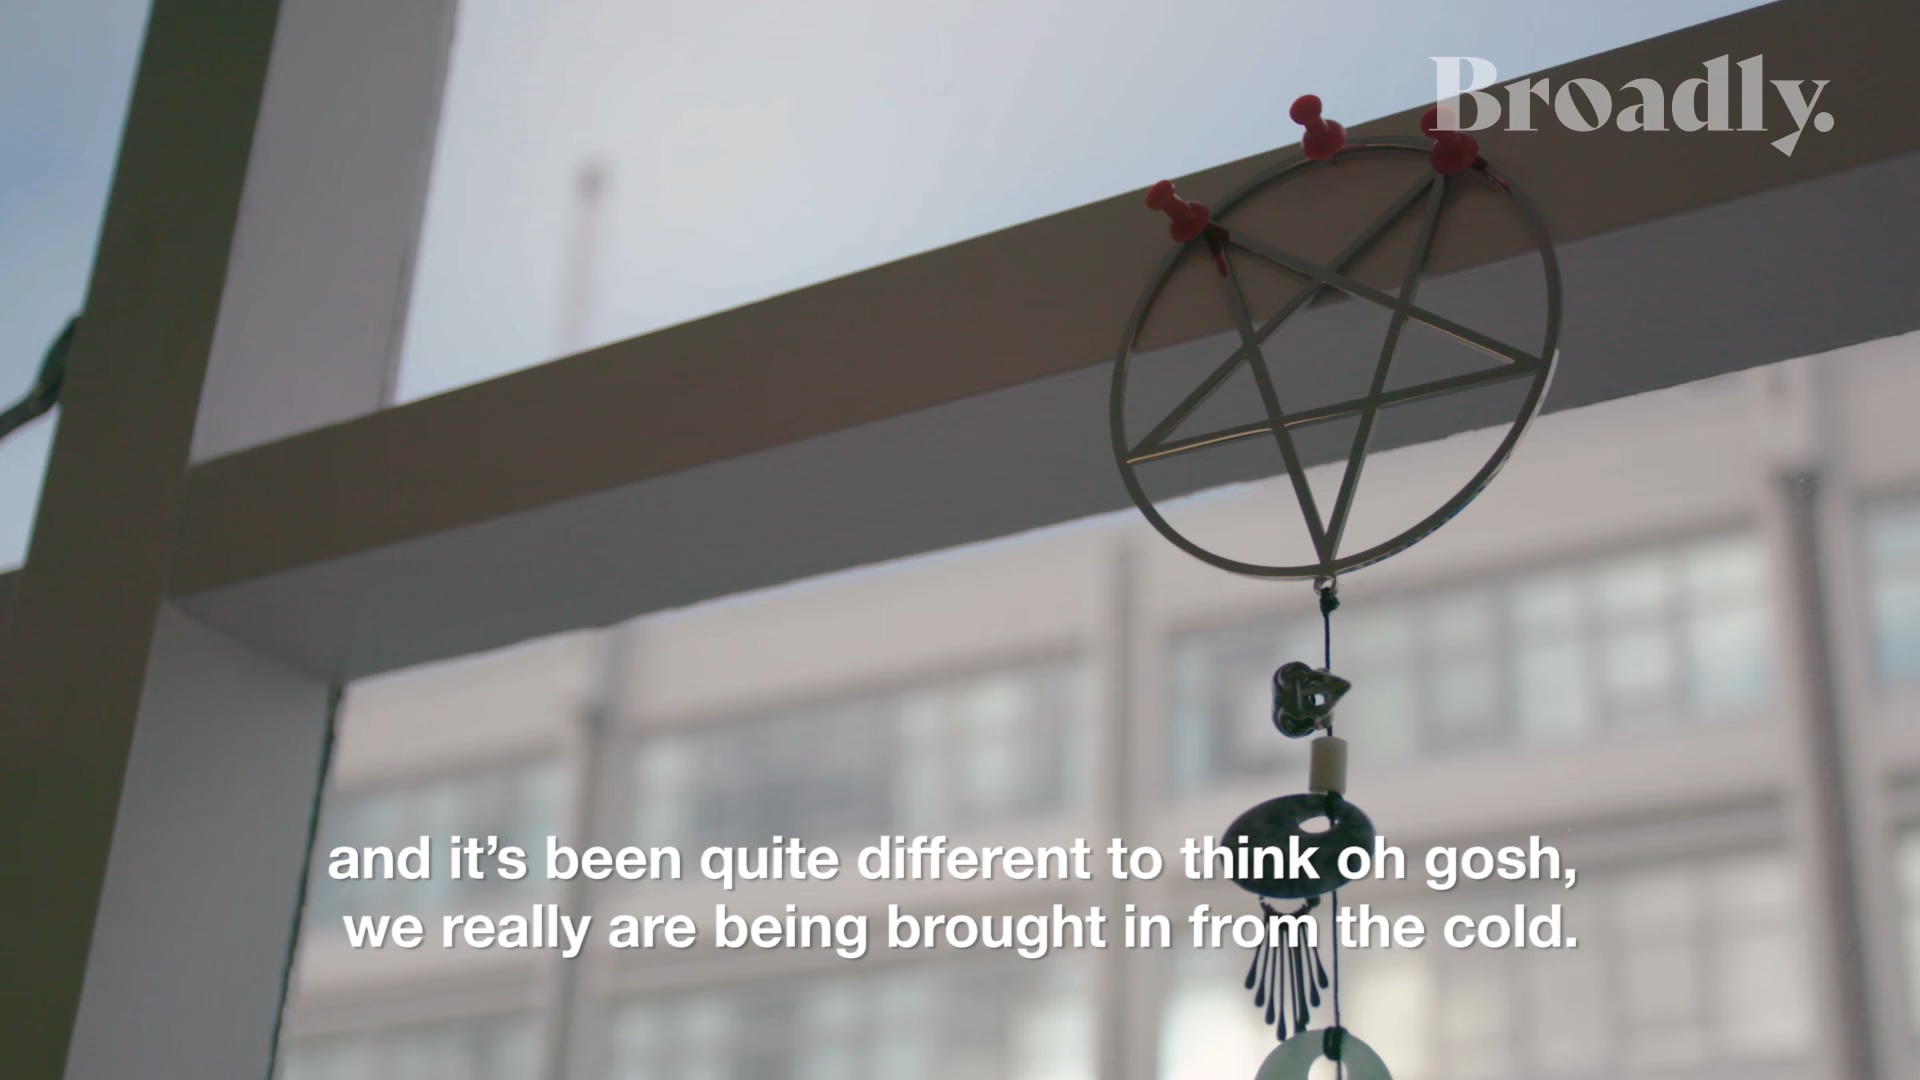 Broadly.
and it’s been quite different to think oh gosh,
we really are being brought in from the cold.